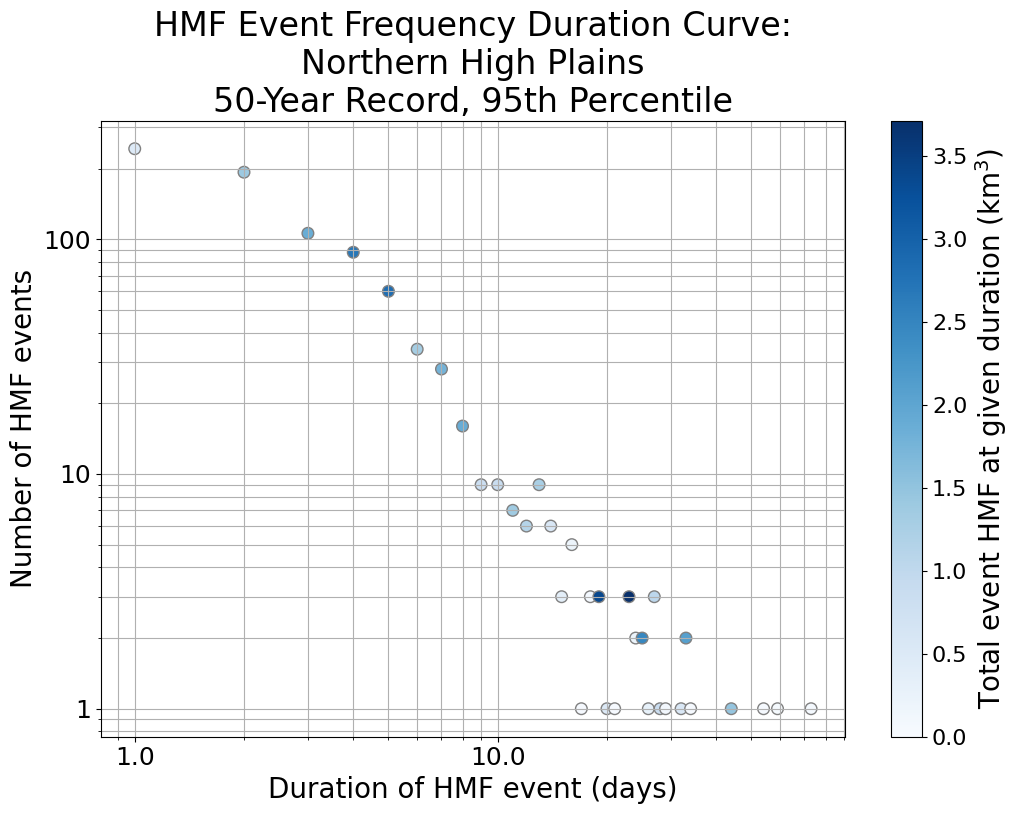 HMF Event Frequency Duration Curve:
Northern High Plains
50-Year Record, 95th Percentile
Number of HMF events
100
10
1
1.0
10.0
Duration of HMF event (days)
3.5
3.0
2.5
2.0
1.5
1.0
0.5
0.0
Total event HMF at given duration (km³)